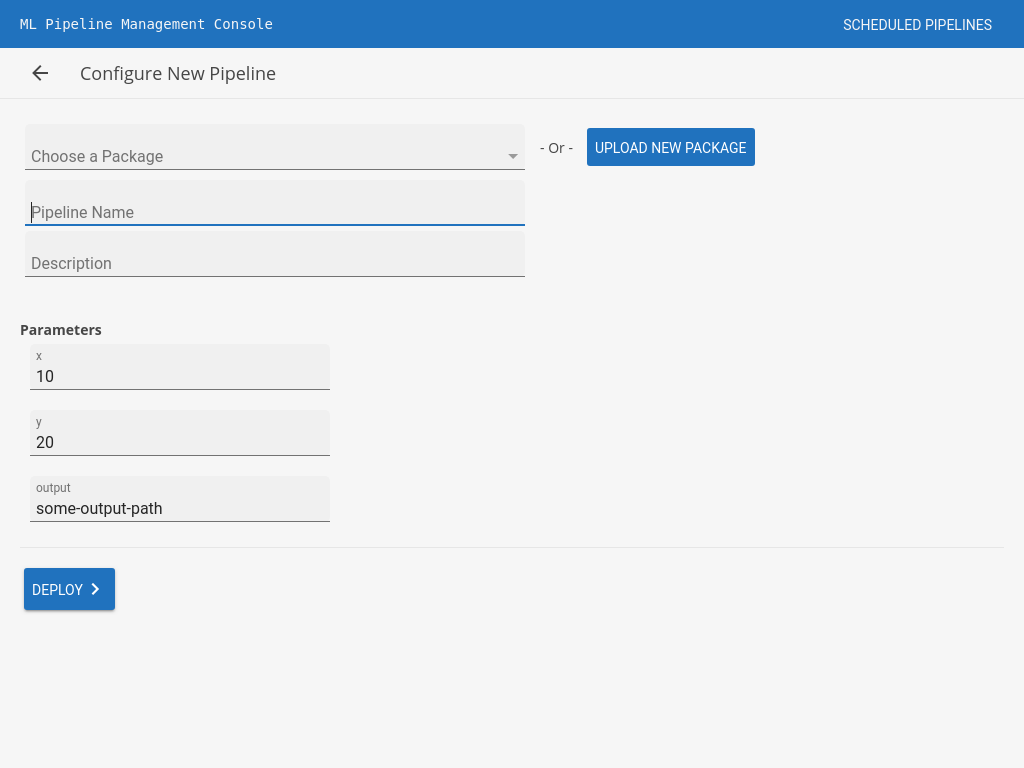 ML Pipeline Management Console
SCHEDULED PIPELINES
Configure New Pipeline
Choose a Package
- Or -
UPLOAD NEW PACKAGE
Pipeline Name
Description
Parameters
x
10
y
20
output
some-output-path
DEPLOY